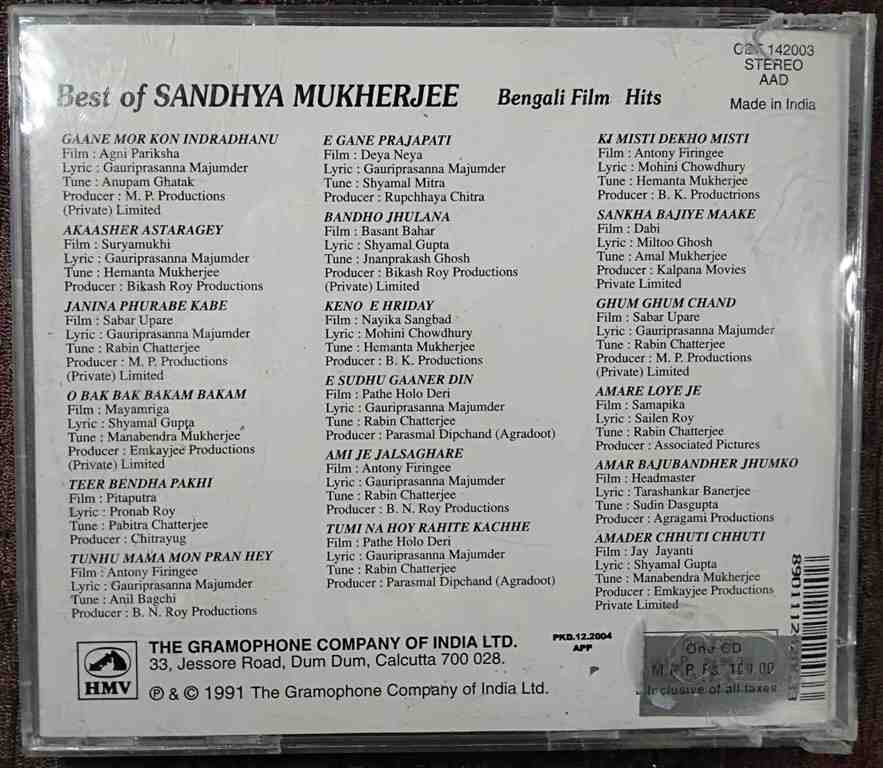 142003
STEREO
AAD
Best of SANDHYA MUKHERJEE Bengali Film Hits
Made in India
GAANE MOR KON INDRADHANU
Film : Agni Pariksha
Lyric : Gauriprasanna Majumder
Tune : Anupam Ghatak
Producer : M. P. Productions
(Private) Limited
AKAASHER ASTARAGEY
Film : Suryamukhi
Lyric : Gauriprasanna Majumder
Tune : Hemanta Mukherjee
Producer : Bikash Roy Productions
JANINA PHURABE KABE
Film : Sabar Upare
Lyric : Gauriprasanna Majumder
Tune : Rabin Chatterjee
Producer : M. P. Productions
(Private) Limited
O BAK BAK BAKAM BAKAM
Film : Mayamriga
Lyric : Shyamal Gupta
Tune : Manabendra Mukherjee
Producer : Emkayjee Productions
(Private) Limited
TEER BENDHA PAKHI
Film : Pitaputra
Lyric : Pronab Roy
Tune : Pabitra Chatterjee
Producer : Chitrayug
TUNHU MAMA MON PRAN HEY
Film : Antony Firingee
Lyric : Gauriprasanna Majumder
Tune : Anil Bagchi
Producer : B. N. Roy Productions
E GANE PRAJAPATI
Film : Deya Neya
Lyric : Gauriprasanna Majumder
Tune : Shyamal Mitra
Producer : Rupchhaya Chitra
BANDHO JHULANA
Film : Basant Bahar
Lyric : Shyamal Gupta
Tune : Jnanprakash Ghosh
Producer : Bikash Roy Productions
(Private) Limited
KENO E HRIDAY
Film : Nayika Sangbad
Lyric : Mohini Chowdhury
Tune : Hemanta Mukherjee
Producer : B. K. Productions
E SUDHU GAANER DIN
Film : Pathe Holo Deri
Lyric : Gauriprasanna Majumder
Tune : Rabin Chatterjee
Producer : Parasmal Dipchand (Agradoot)
AMI JE JALSAGHARE
Film : Antony Firingee
Lyric : Gauriprasanna Majumder
Tune : Rabin Chatterjee
Producer : B. N. Roy Productions
TUMI NA HOY RAHITE KACHHE
Film : Pathe Holo Deri
Lyric : Gauriprasanna Majumder
Tune : Rabin Chatterjee
Producer : Parasmal Dipchand (Agradoot)
KI MISTI DEKHO MISTI
Film : Antony Firingee
Lyric : Mohini Chowdhury
Tune : Hemanta Mukherjee
Producer : B. K. Productrions
SANKHA BAJIYE MAAKE
Film : Dabi
Lyric : Miltoo Ghosh
Tune : Amal Mukherjee
Producer : Kalpana Movies
Private Limited
GHUM GHUM CHAND
Film : Sabar Upare
Lyric : Gauriprasanna Majumder
Tune : Rabin Chatterjee
Producer : M. P. Productions
(Private) Limited
AMARE LOYE JE
Film : Samapika
Lyric : Sailen Roy
Tune : Rabin Chatterjee
Producer : Associated Pictures
AMAR BAJUBANDHER JHUMKO
Film : Headmaster
Lyric : Tarashankar Banerjee
Tune : Sudin Dasgupta
Producer : Agragami Productions
AMADER CHHUTI CHHUTI
Film : Jay Jayanti
Lyric : Shyamal Gupta
Tune : Manabendra Mukherjee
Producer : Emkayjee Productions
Private Limited
HMV
THE GRAMOPHONE COMPANY OF INDIA LTD.
33, Jessore Road, Dum Dum, Calcutta 700 028.
℗ & © 1991 The Gramophone Company of India Ltd.
PKD.12.2004
APP
P
One CD
M R P Rs
Inclusive of all taxes